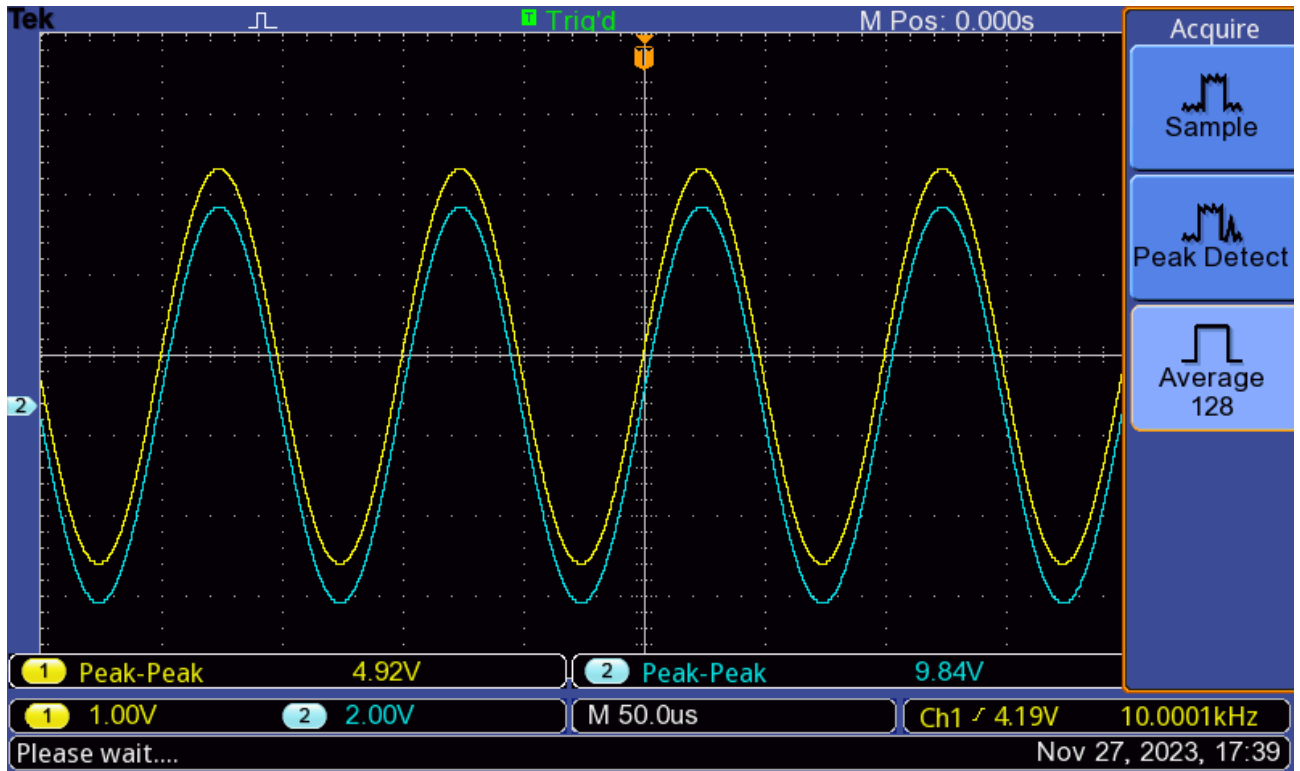 Tek T Trig'd M Pos: 0.000s
Acquire
T
Sample
Peak Detect
Average
128
2
1 Peak-Peak 4.92V 2 Peak-Peak 9.84V
1 1.00V 2 2.00V M 50.0us Ch1 / 4.19V 10.0001kHz
Please wait.... Nov 27, 2023, 17:39